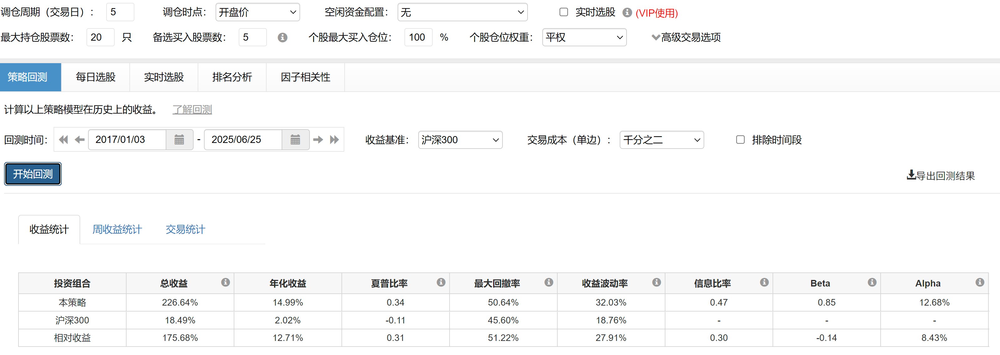 调仓周期（交易日）： 5 调仓时点： 开盘价 空闲资金配置： 无 实时选股 (VIP使用)
最大持仓股票数： 20 只 备选买入股票数： 5 个股最大买入仓位： 100 % 个股仓位权重： 平权 高级交易选项
策略回测 每日选股 实时选股 排名分析 因子相关性
计算以上策略模型在历史上的收益。 了解回测
回测时间： 2017/01/03 - 2025/06/25 收益基准： 沪深300 交易成本（单边）： 千分之二 排除时间段
开始回测 导出回测结果
收益统计 周收益统计 交易统计
投资组合 总收益 年化收益 夏普比率 最大回撤率 收益波动率 信息比率 Beta Alpha
本策略 226.64% 14.99% 0.34 50.64% 32.03% 0.47 0.85 12.68%
沪深300 18.49% 2.02% -0.11 45.60% 18.76% - - -
相对收益 175.68% 12.71% 0.31 51.22% 27.91% 0.30 -0.14 8.43%